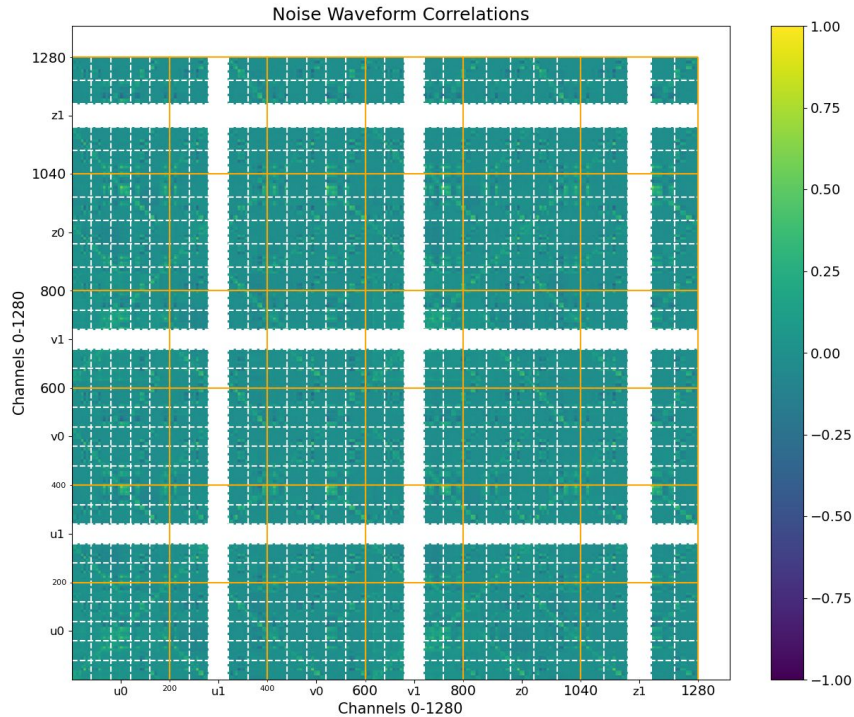 Noise Waveform Correlations
1280
z1
1040
z0
800
v1
600
v0
400
u1
200
u0
Channels 0-1280
u0 200 u1 400 v0 600 v1 800 z0 1040 z1 1280
Channels 0-1280
1.00
0.75
0.50
0.25
0.00
−0.25
−0.50
−0.75
−1.00